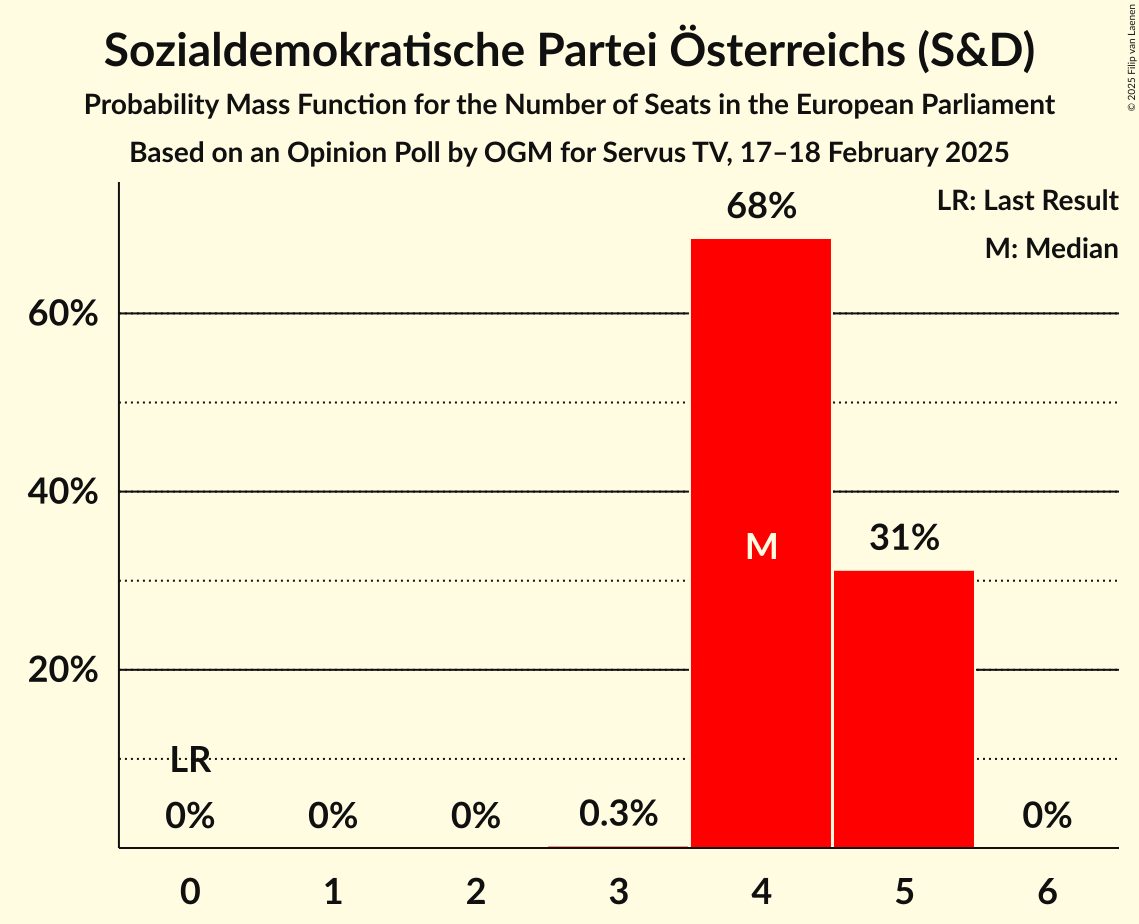 Sozialdemokratische Partei Österreichs (S&D)
Probability Mass Function for the Number of Seats in the European Parliament
Based on an Opinion Poll by OGM for Servus TV, 17–18 February 2025
© 2025 Filip van Laenen
LR: Last Result
M: Median
68%
60%
40%
M
31%
20%
LR
0%
0%
0%
0.3%
0%
0
1
2
3
4
5
6